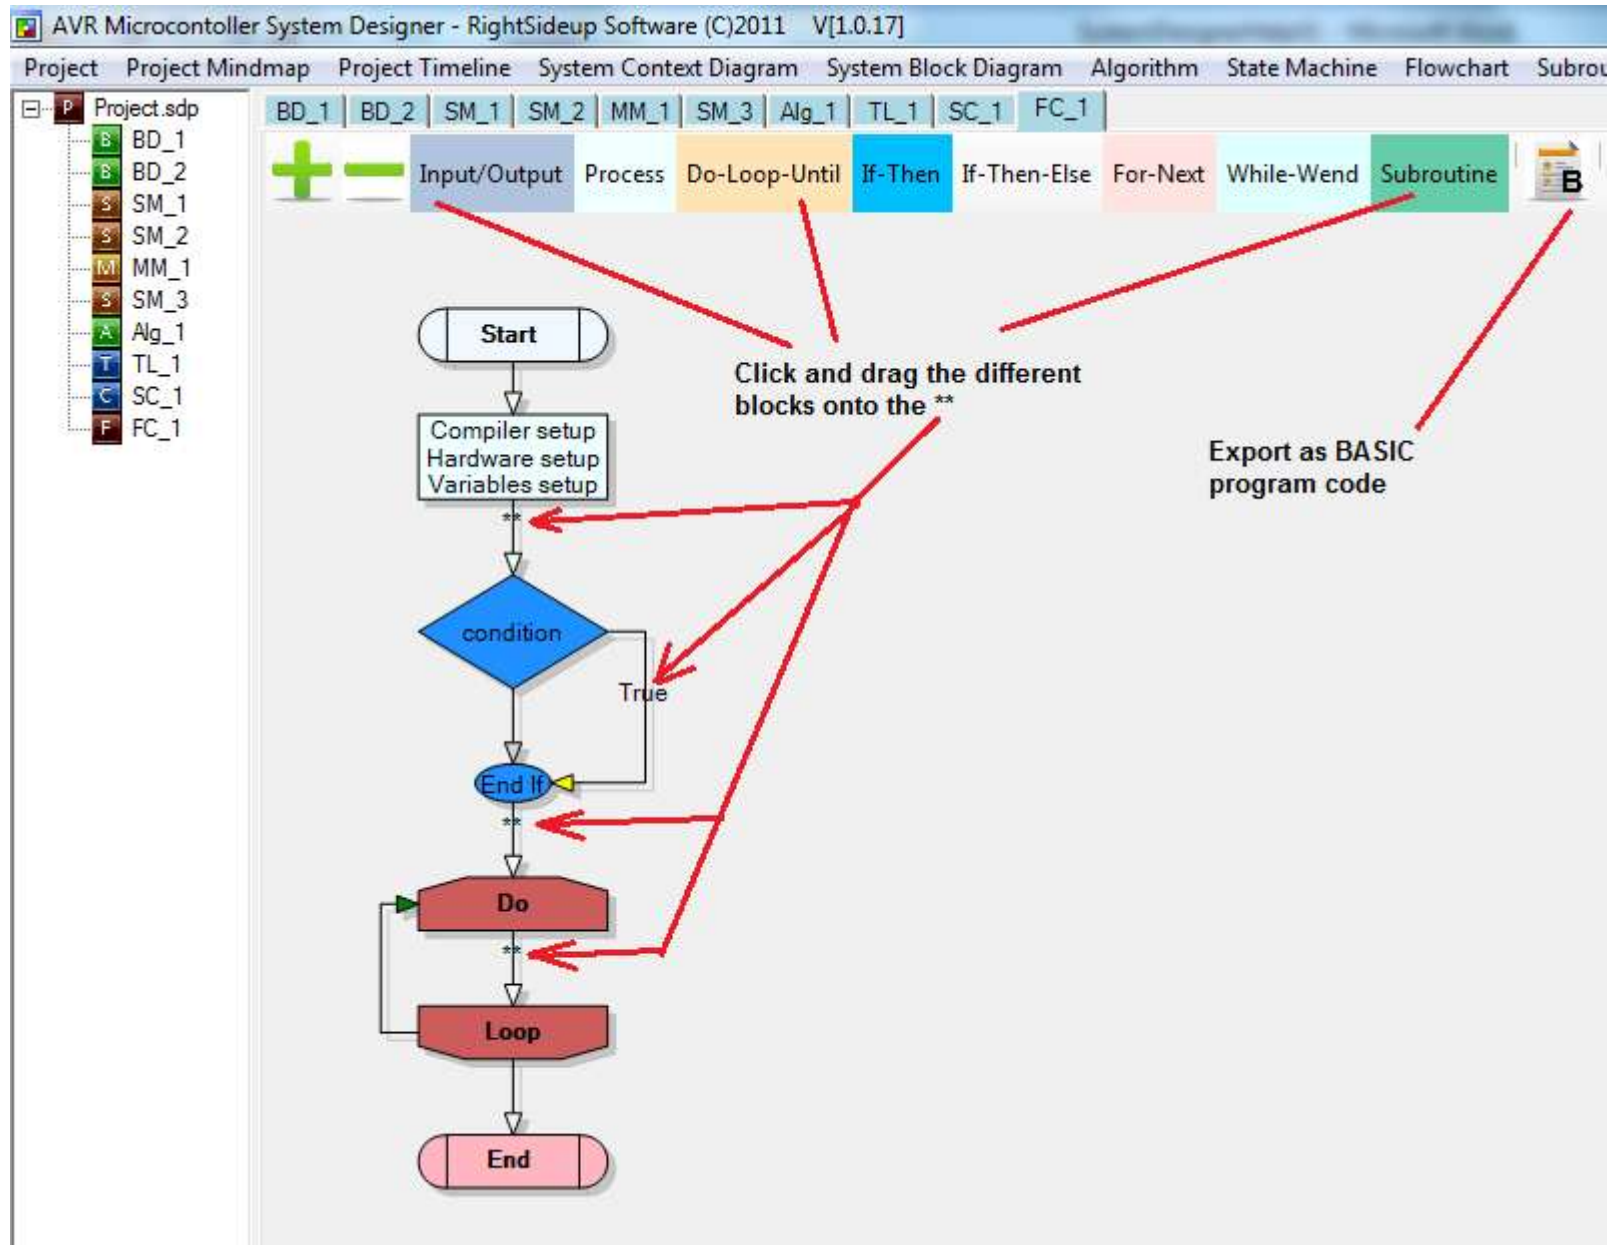 AVR Microcontoller System Designer - RightSideup Software (C)2011 V[1.0.17]
Project Project Mindmap Project Timeline System Context Diagram System Block Diagram Algorithm State Machine Flowchart Subrou
Project.sdp
BD_1
BD_2
SM_1
SM_2
MM_1
SM_3
Alg_1
TL_1
SC_1
FC_1
BD_1 BD_2 SM_1 SM_2 MM_1 SM_3 Alg_1 TL_1 SC_1 FC_1
Input/Output Process Do-Loop-Until If-Then If-Then-Else For-Next While-Wend Subroutine B
Start
Click and drag the different
blocks onto the **
Export as BASIC
program code
Compiler setup
Hardware setup
Variables setup
**
condition
True
End If
**
Do
**
Loop
End